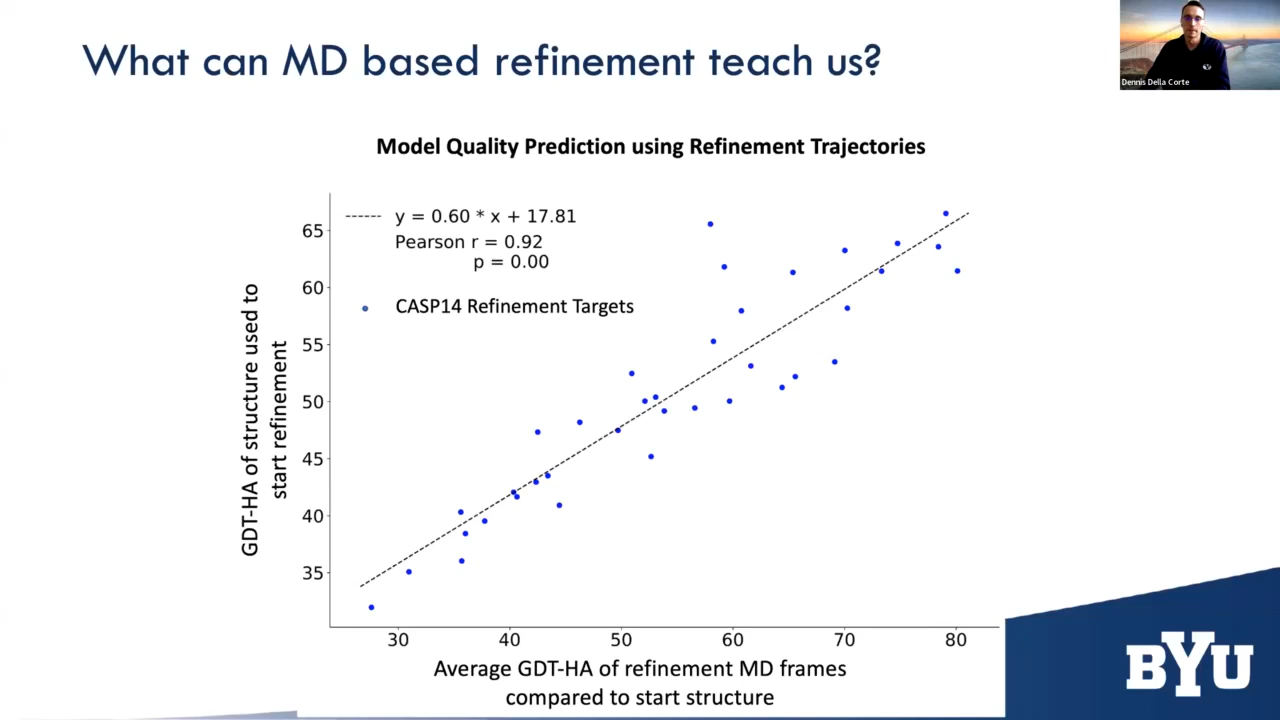 What can MD based refinement teach us?
Dennis Della Corte
Model Quality Prediction using Refinement Trajectories
y = 0.60 * x + 17.81
Pearson r = 0.92
p = 0.00
CASP14 Refinement Targets
GDT-HA of structure used to
start refinement
65
60
55
50
45
40
35
30 40 50 60 70 80
Average GDT-HA of refinement MD frames
compared to start structure
BYU